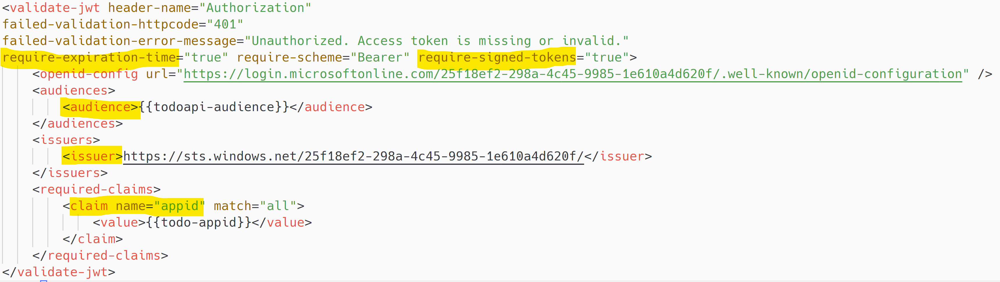 <validate-jwt header-name="Authorization"
failed-validation-httpcode="401"
failed-validation-error-message="Unauthorized. Access token is missing or invalid."
require-expiration-time="true" require-scheme="Bearer" require-signed-tokens="true">
<openid-config url="https://login.microsoftonline.com/25f18ef2-298a-4c45-9985-1e610a4d620f/.well-known/openid-configuration" />
<audiences>
<audience>{{todoapi-audience}}</audience>
</audiences>
<issuers>
<issuer>https://sts.windows.net/25f18ef2-298a-4c45-9985-1e610a4d620f/</issuer>
</issuers>
<required-claims>
<claim name="appid" match="all">
<value>{{todo-appid}}</value>
</claim>
</required-claims>
</validate-jwt>